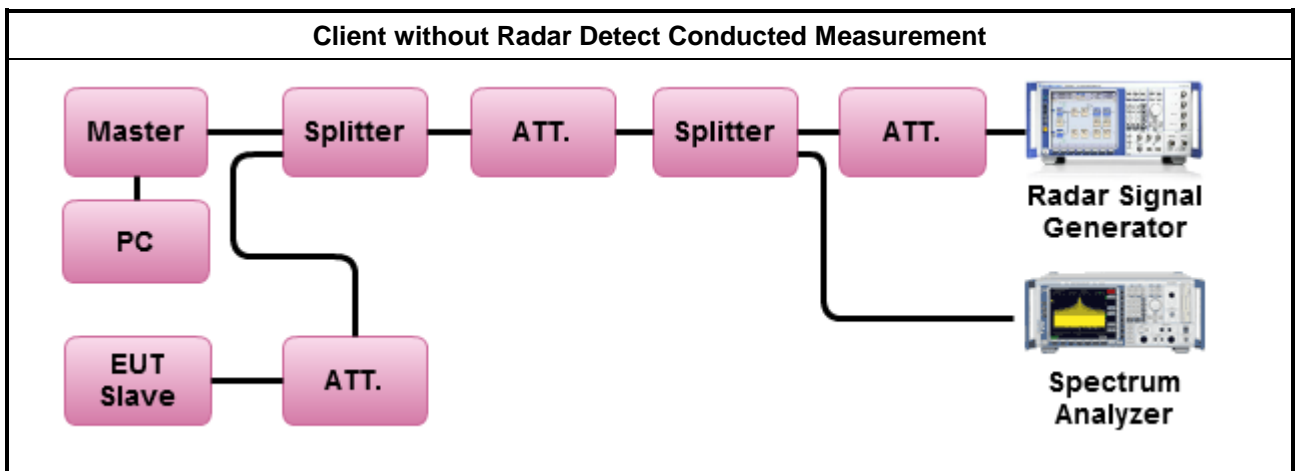 Client without Radar Detect Conducted Measurement
Master
Splitter
ATT.
Splitter
ATT.
Radar Signal
Generator
PC
EUT
Slave
ATT.
Spectrum
Analyzer